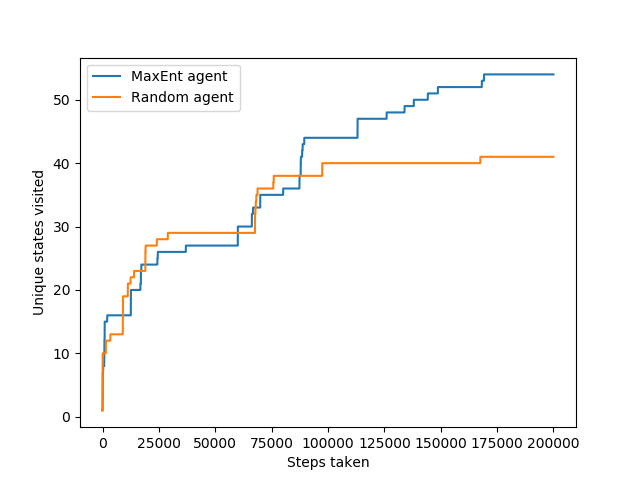 MaxEnt agent
Random agent
50
40
30
20
10
0
Unique states visited
0 25000 50000 75000 100000 125000 150000 175000 200000
Steps taken